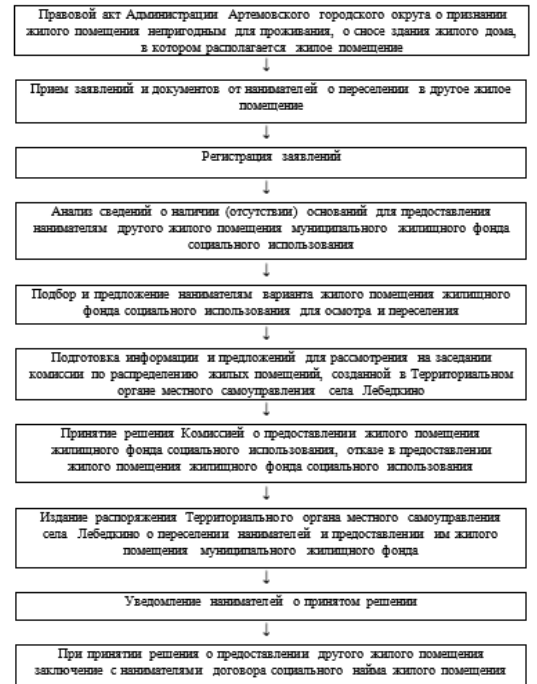 Правовой акт Администрации Артемовского городского округа о признании
жилого помещения непригодным для проживания, о сносе здания жилого дома,
в котором располагается жилое помещение
↓
Прием заявлений и документов от нанимателей о переселении в другое жилое
помещение
↓
Регистрация заявлений
↓
Анализ сведений о наличии (отсутствии) оснований для предоставления
нанимателям другого жилого помещения муниципального жилищного фонда
социального использования
↓
Подбор и предложение нанимателям варианта жилого помещения жилищного
фонда социального использования для осмотра и переселения
↓
Подготовка информации и предложений для рассмотрения на заседании
комиссии по распределению жилых помещений, созданной в Территориальном
органе местного самоуправления села Лебедкино
↓
Принятие решения Комиссией о предоставлении жилого помещения
жилищного фонда социального использования, отказе в предоставлении
жилого помещения жилищного фонда социального использования
↓
Издание распоряжения Территориального органа местного самоуправления
села Лебедкино о переселении нанимателей и предоставлении им жилого
помещения муниципального жилищного фонда
↓
Уведомление нанимателей о принятом решении
↓
При принятии решения о предоставлении другого жилого помещения
заключение с нанимателями договора социального найма жилого помещения